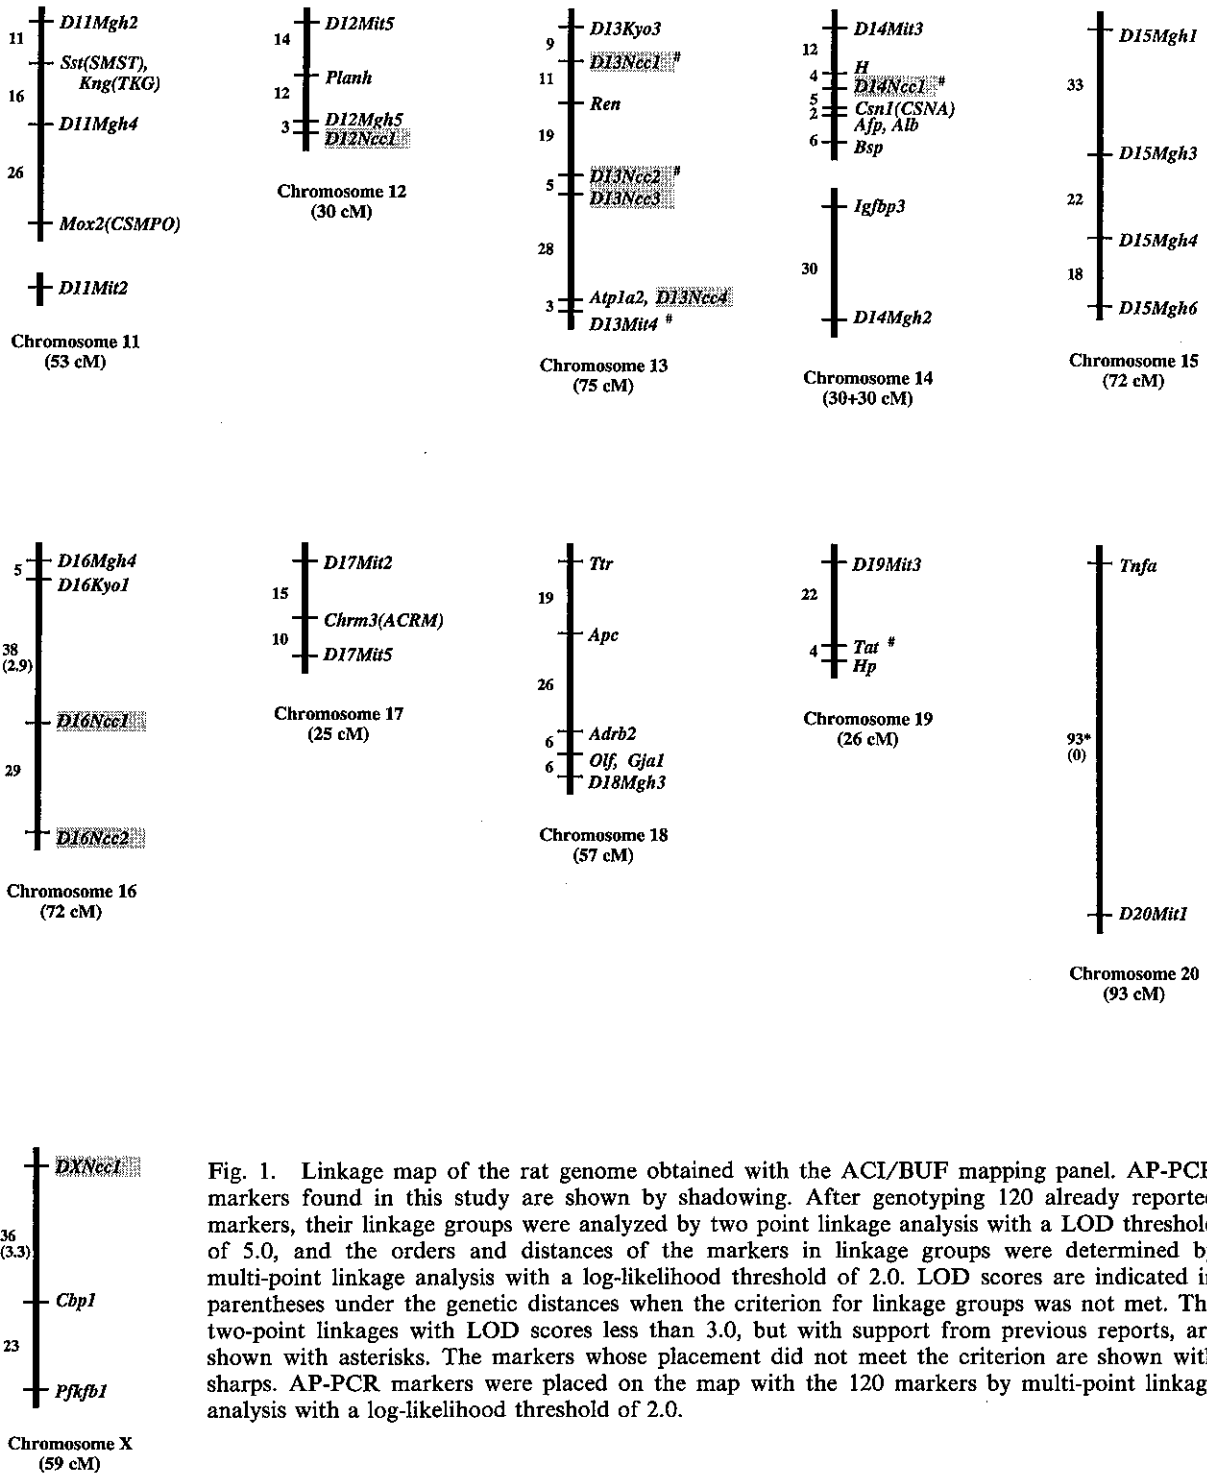 11
D11Mgh2
Sst(SMST),
Kng(TKG)
16
D11Mgh4
26
Mox2(CSMPO)
D11Mit2
Chromosome 11
(53 cM)
14
D12Mit5
Planh
12
D12Mgh5
3
D12Ncc1
Chromosome 12
(30 cM)
D13Kyo3
9
D13Ncc1 #
11
Ren
19
D13Ncc2 #
5
D13Ncc3
28
Atp1a2, D13Ncc4
3
D13Mit4 #
Chromosome 13
(75 cM)
D14Mit3
12
H
4
D14Ncc1 #
5
Csn1(CSNA)
2
Afp, Alb
6
Bsp
Igfbp3
30
D14Mgh2
Chromosome 14
(30+30 cM)
D15Mgh1
33
D15Mgh3
22
D15Mgh4
18
D15Mgh6
Chromosome 15
(72 cM)
D16Mgh4
5
D16Kyo1
38
(2.9)
D16Ncc1
29
D16Ncc2
Chromosome 16
(72 cM)
D17Mit2
15
Chrm3(ACRM)
10
D17Mit5
Chromosome 17
(25 cM)
Ttr
19
Apc
26
Adrb2
6
Olf, Gja1
6
D18Mgh3
Chromosome 18
(57 cM)
D19Mit3
22
Tat #
4
Hp
Chromosome 19
(26 cM)
Tnfa
93*
(0)
D20Mit1
Chromosome 20
(93 cM)
DXNcc1
36
(3.3)
Cbp1
23
Pfkfb1
Chromosome X
(59 cM)
Fig. 1. Linkage map of the rat genome obtained with the ACI/BUF mapping panel. AP-PCR
markers found in this study are shown by shadowing. After genotyping 120 already reported
markers, their linkage groups were analyzed by two point linkage analysis with a LOD threshold
of 5.0, and the orders and distances of the markers in linkage groups were determined by
multi-point linkage analysis with a log-likelihood threshold of 2.0. LOD scores are indicated in
parentheses under the genetic distances when the criterion for linkage groups was not met. The
two-point linkages with LOD scores less than 3.0, but with support from previous reports, are
shown with asterisks. The markers whose placement did not meet the criterion are shown with
sharps. AP-PCR markers were placed on the map with the 120 markers by multi-point linkage
analysis with a log-likelihood threshold of 2.0.